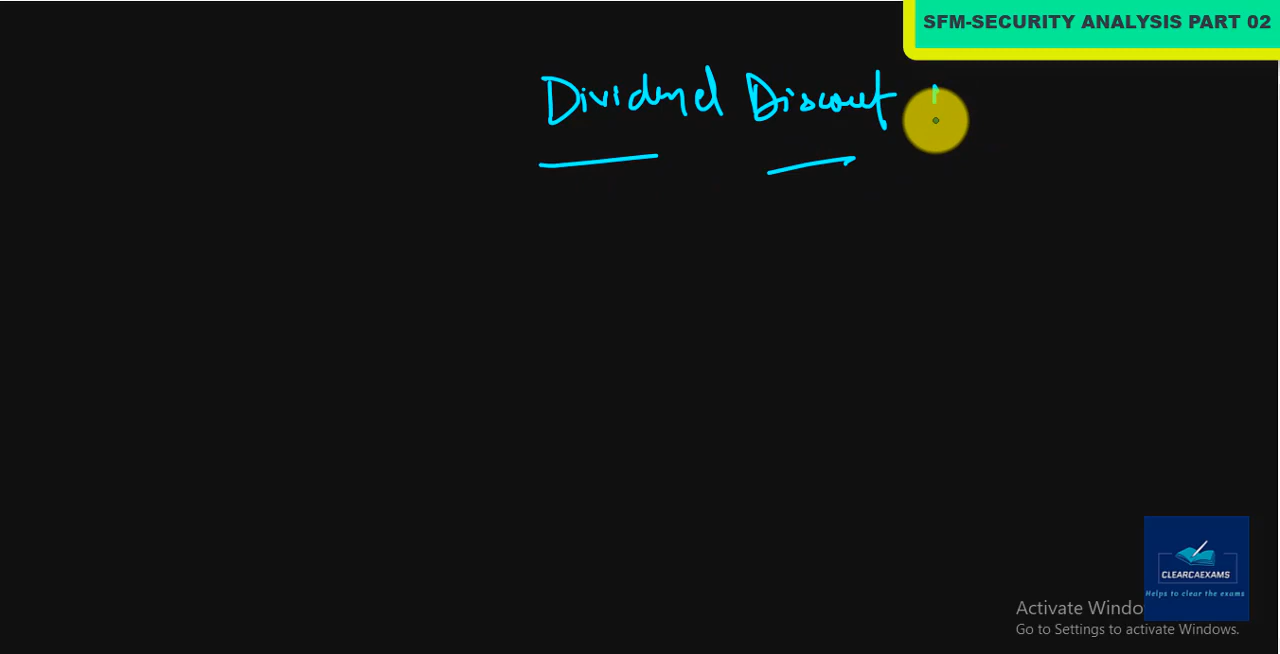 SFM-SECURITY ANALYSIS PART 02
Dividend Discout
CLEARCAEXAMS
Helps to clear the exams
Activate Windo
Go to Settings to activate Windows.